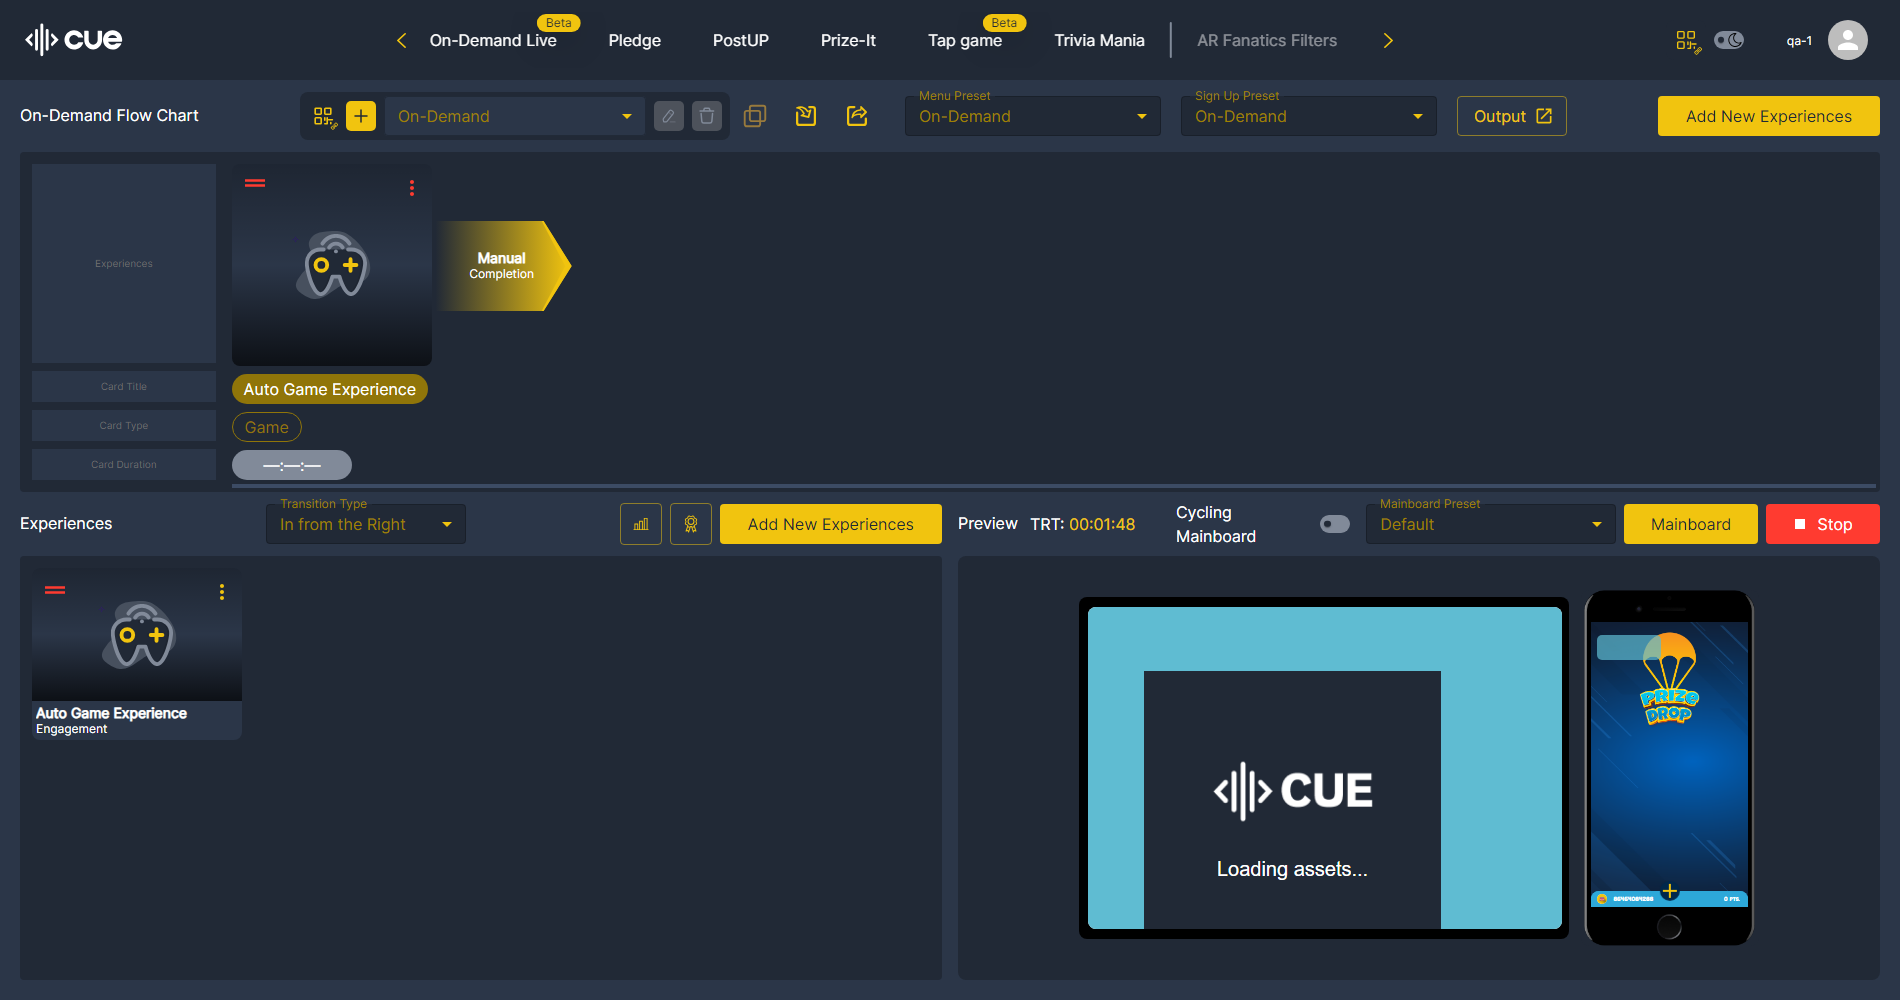 cue
On-Demand Live
Beta
Pledge
PostUP
Prize-It
Tap game
Beta
Trivia Mania
AR Fanatics Filters
qa-1
On-Demand Flow Chart
On-Demand
Menu Preset
On-Demand
Sign Up Preset
On-Demand
Output
Add New Experiences
Experiences
Manual
Completion
Card Title
Auto Game Experience
Card Type
Game
Card Duration
—:—:—
Experiences
Transition Type
In from the Right
Add New Experiences
Preview
TRT: 00:01:48
Cycling
Mainboard
Mainboard Preset
Default
Mainboard
Stop
Auto Game Experience
Engagement
CUE
Loading assets...
PRIZE
DROP
0 PTS.